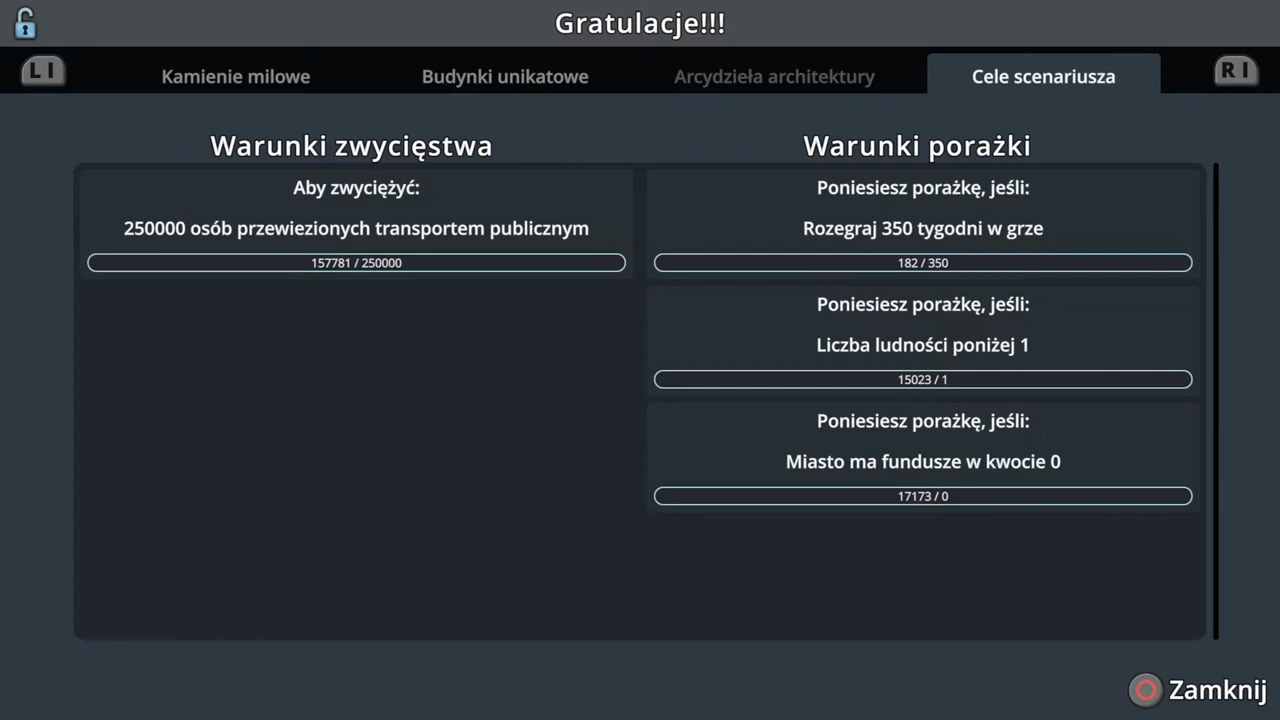 Gratulacje!!!
L1
Kamienie milowe
Budynki unikatowe
Arcydzieła architektury
Cele scenariusza
R1
Warunki zwycięstwa
Aby zwyciężyć:
250000 osób przewiezionych transportem publicznym
157781 / 250000
Warunki porażki
Poniesiesz porażkę, jeśli:
Rozegraj 350 tygodni w grze
182 / 350
Poniesiesz porażkę, jeśli:
Liczba ludności poniżej 1
15023 / 1
Poniesiesz porażkę, jeśli:
Miasto ma fundusze w kwocie 0
17173 / 0
Zamknij